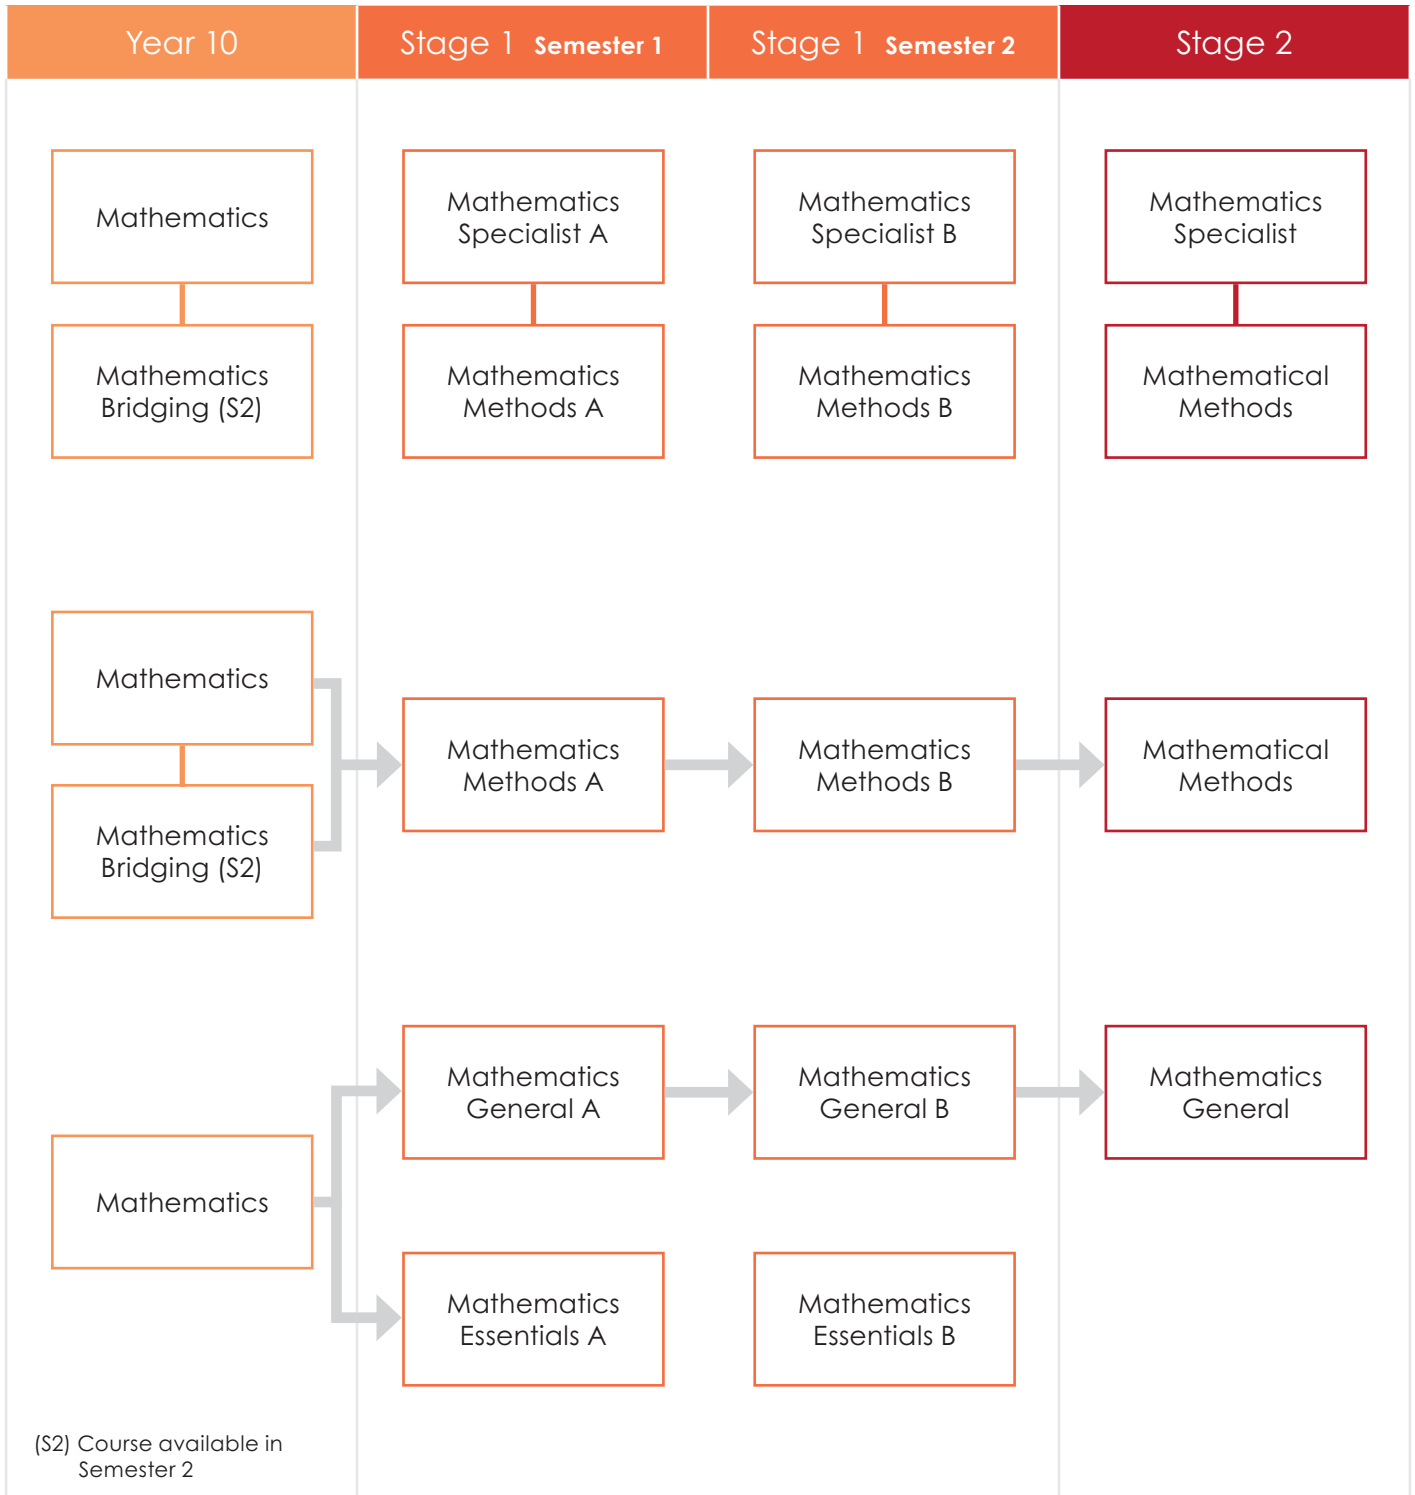 Year 10
Stage 1 Semester 1
Stage 1 Semester 2
Stage 2
Mathematics
Mathematics
Specialist A
Mathematics
Specialist B
Mathematics
Specialist
Mathematics
Bridging (S2)
Mathematics
Methods A
Mathematics
Methods B
Mathematical
Methods
Mathematics
Mathematics
Bridging (S2)
Mathematics
Methods A
Mathematics
Methods B
Mathematical
Methods
Mathematics
Mathematics
General A
Mathematics
General B
Mathematics
General
Mathematics
Essentials A
Mathematics
Essentials B
(S2) Course available in
Semester 2